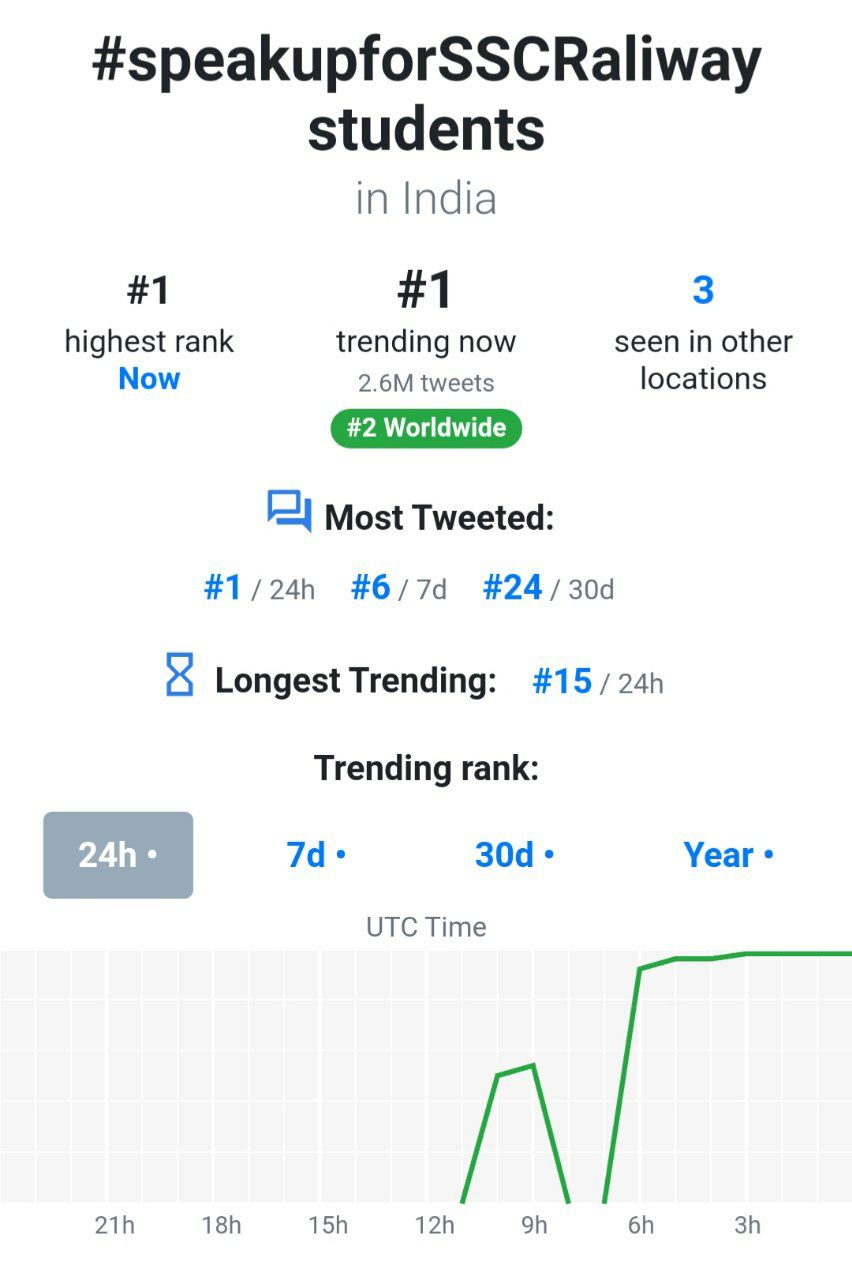 #speakupforSSCRaliway
students
in India
#1
highest rank
Now
#1
trending now
2.6M tweets
#2 Worldwide
3
seen in other
locations
Most Tweeted:
#1 / 24h #6 / 7d #24 / 30d
Longest Trending: #15 / 24h
Trending rank:
24h • 7d • 30d • Year •
UTC Time
21h 18h 15h 12h 9h 6h 3h